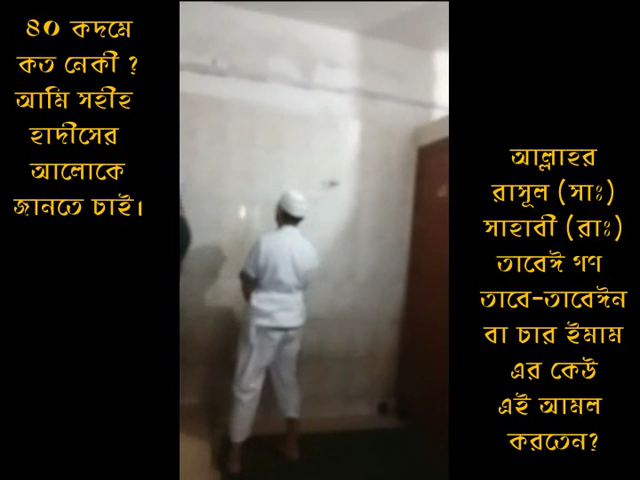 ৪০ কদমে
কত নেকী ?
আমি সহীহ
হাদীসের
আলোকে
জানতে চাই।
আল্লাহর
রাসূল (সাঃ)
সাহাবী (রাঃ)
তাবেঈ গণ
তাবে-তাবেঈন
বা চার ইমাম
এর কেউ
এই আমল
করতেন?